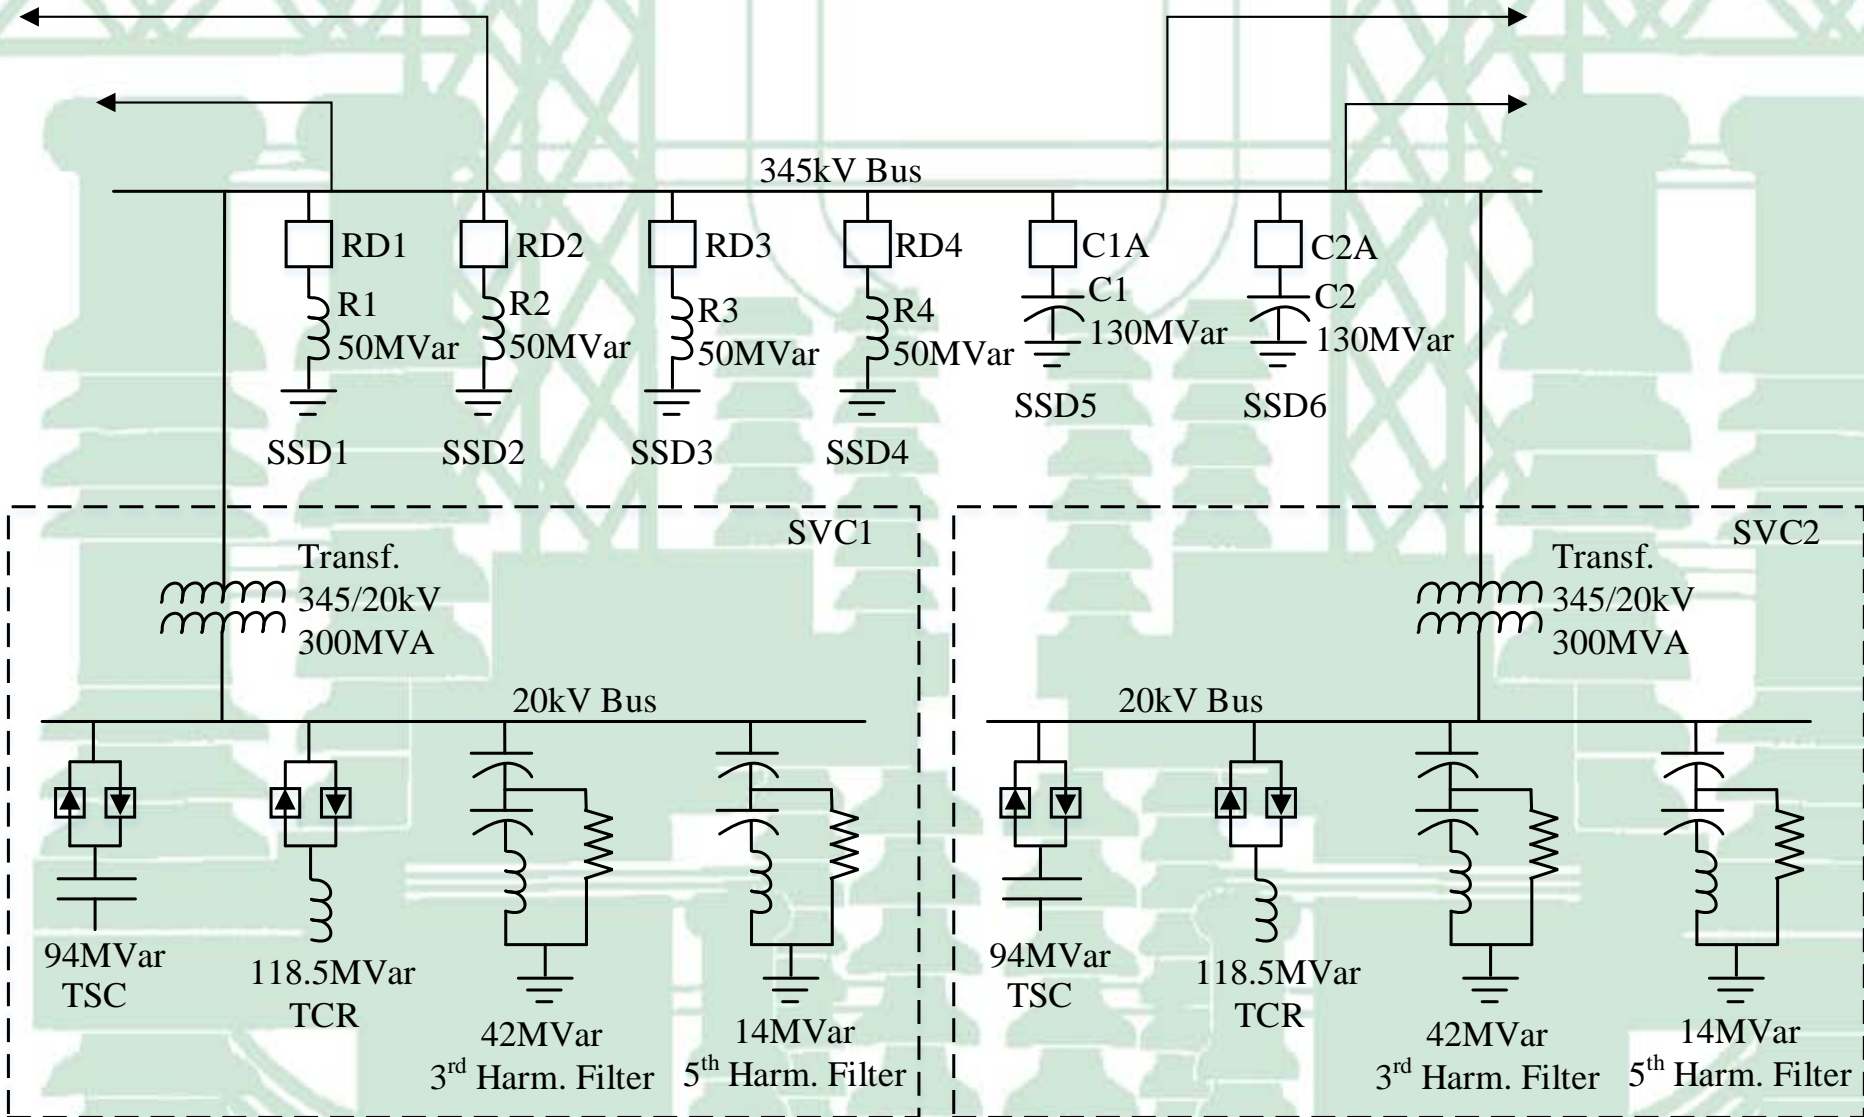 345kV Bus
RD1
RD2
RD3
RD4
C1A
C2A
R1
50MVar
R2
50MVar
R3
50MVar
R4
50MVar
C1
130MVar
C2
130MVar
SSD1
SSD2
SSD3
SSD4
SSD5
SSD6
SVC1
Transf.
345/20kV
300MVA
20kV Bus
94MVar
TSC
118.5MVar
TCR
42MVar
3rd Harm. Filter
14MVar
5th Harm. Filter
SVC2
Transf.
345/20kV
300MVA
20kV Bus
94MVar
TSC
118.5MVar
TCR
42MVar
3rd Harm. Filter
14MVar
5th Harm. Filter